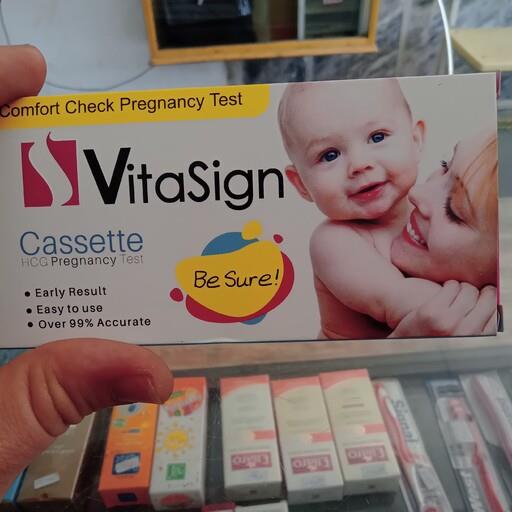 Comfort Check Pregnancy Test
VitaSign
Cassette
HCG Pregnancy Test
Be Sure!
• Early Result
• Easy to use
• Over 99% Accurate
Signal